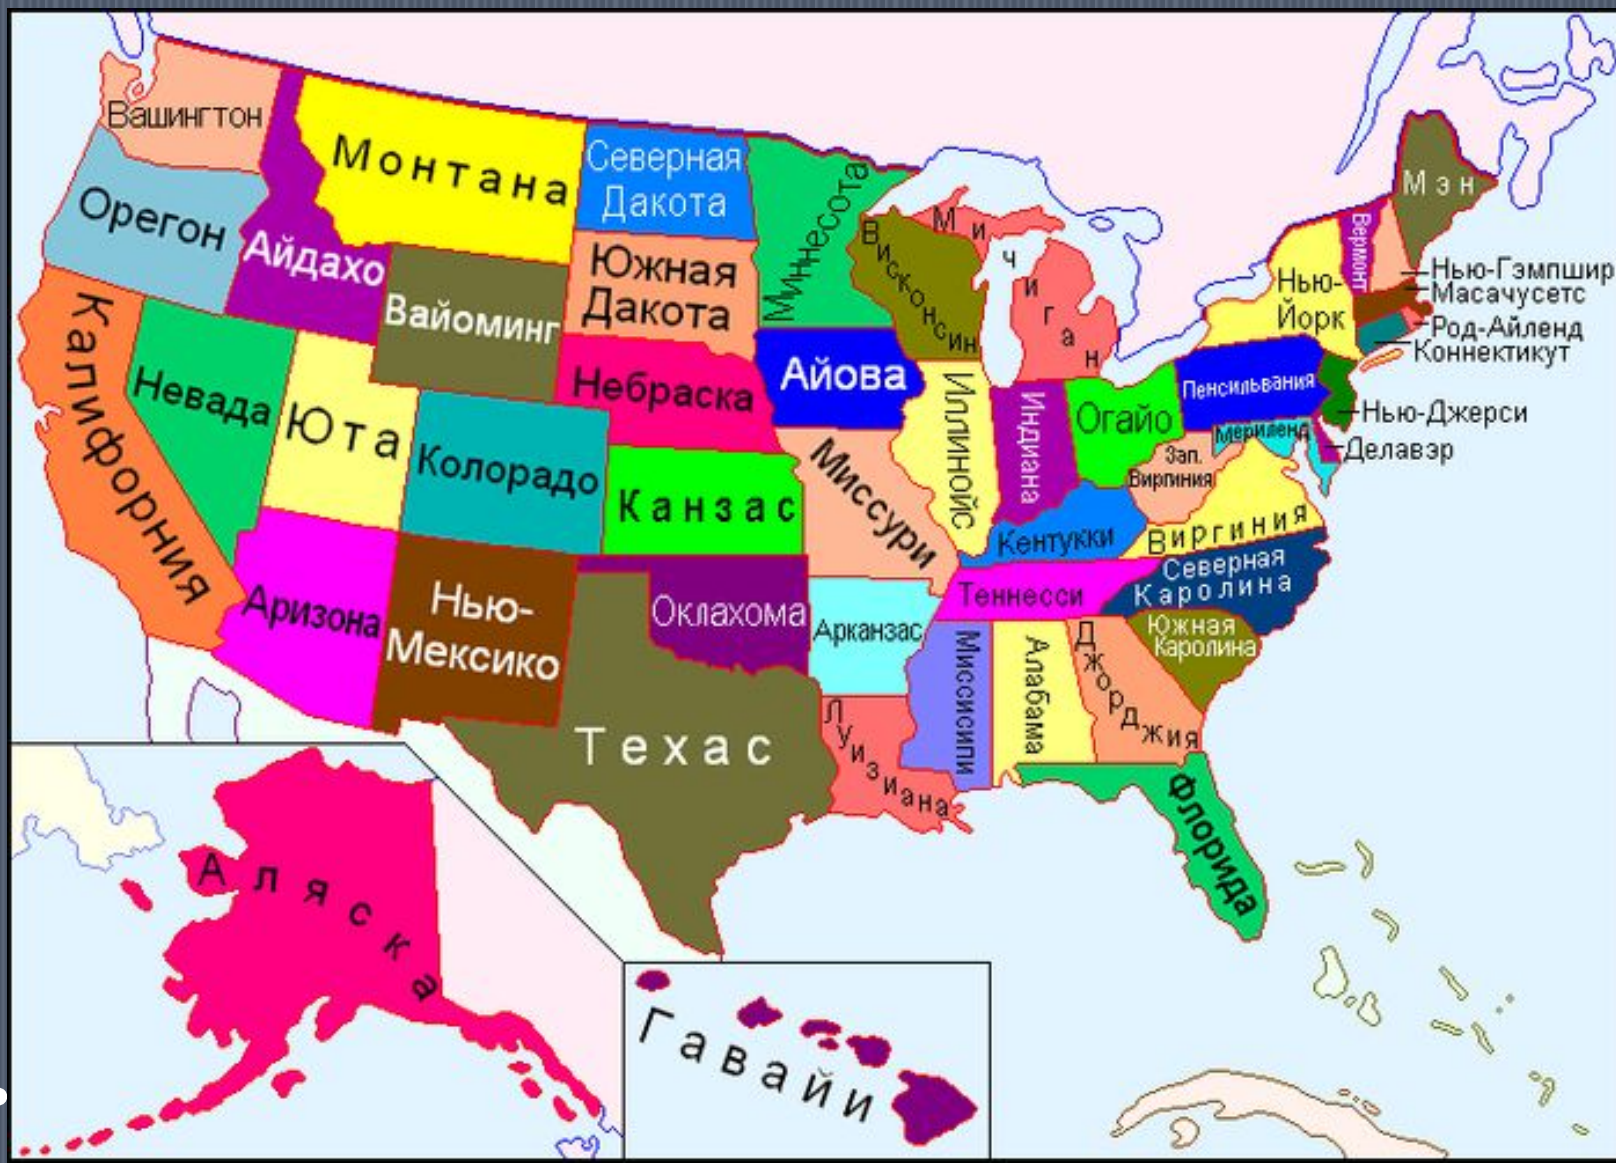 Вашингтон
Орегон
Калифорния
Айдахо
Невада
Монтана
Вайоминг
Юта
Колорадо
Аризона
Нью-
Мексико
Северная
Дакота
Южная
Дакота
Небраска
Канзас
Оклахома
Техас
Миннесота
Айова
Миссури
Арканзас
Луизиана
Висконсин
Мичиган
Иллинойс
Индиана
Огайо
Кентукки
Теннесси
Миссисипи
Алабама
Джорджия
Флорида
Южная
Каролина
Северная
Каролина
Виргиния
Зап.
Виргиния
Мериленд
Пенсильвания
Нью-
Йорк
Вермонт
Мэн
Нью-Гэмпшир
Масачусетс
Род-Айленд
Коннектикут
Нью-Джерси
Делавэр
Аляска
Гавайи